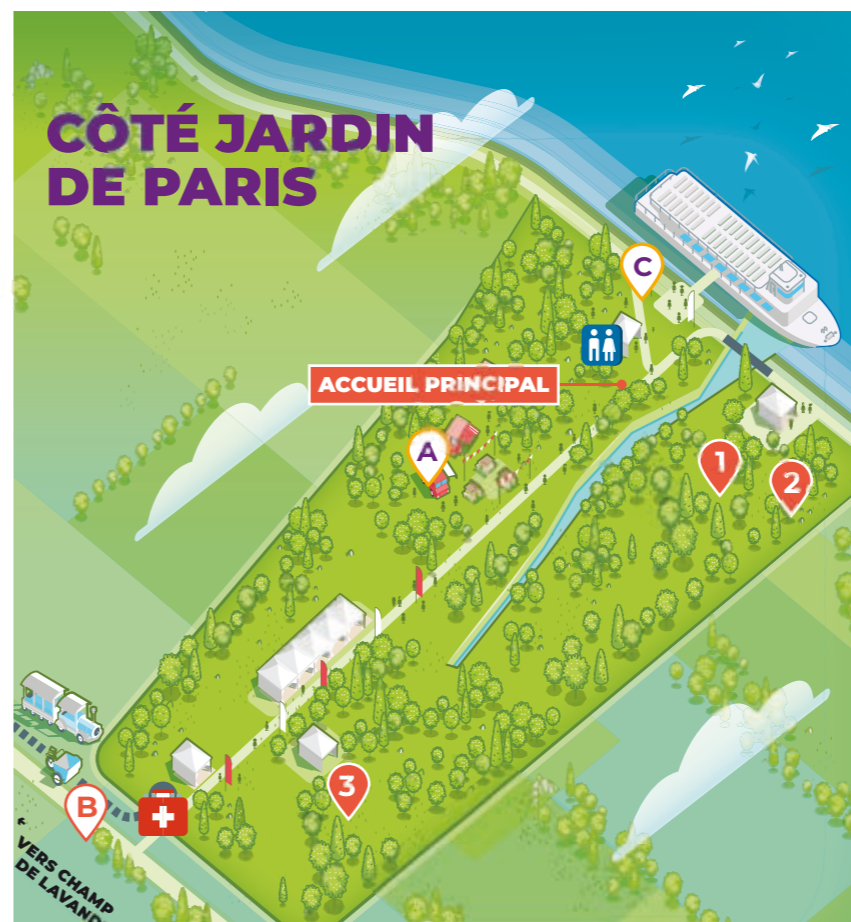 CÔTÉ JARDIN
DE PARIS
C
ACCUEIL PRINCIPAL
A
1
2
3
B
VERS CHAMP
DE LAVAND